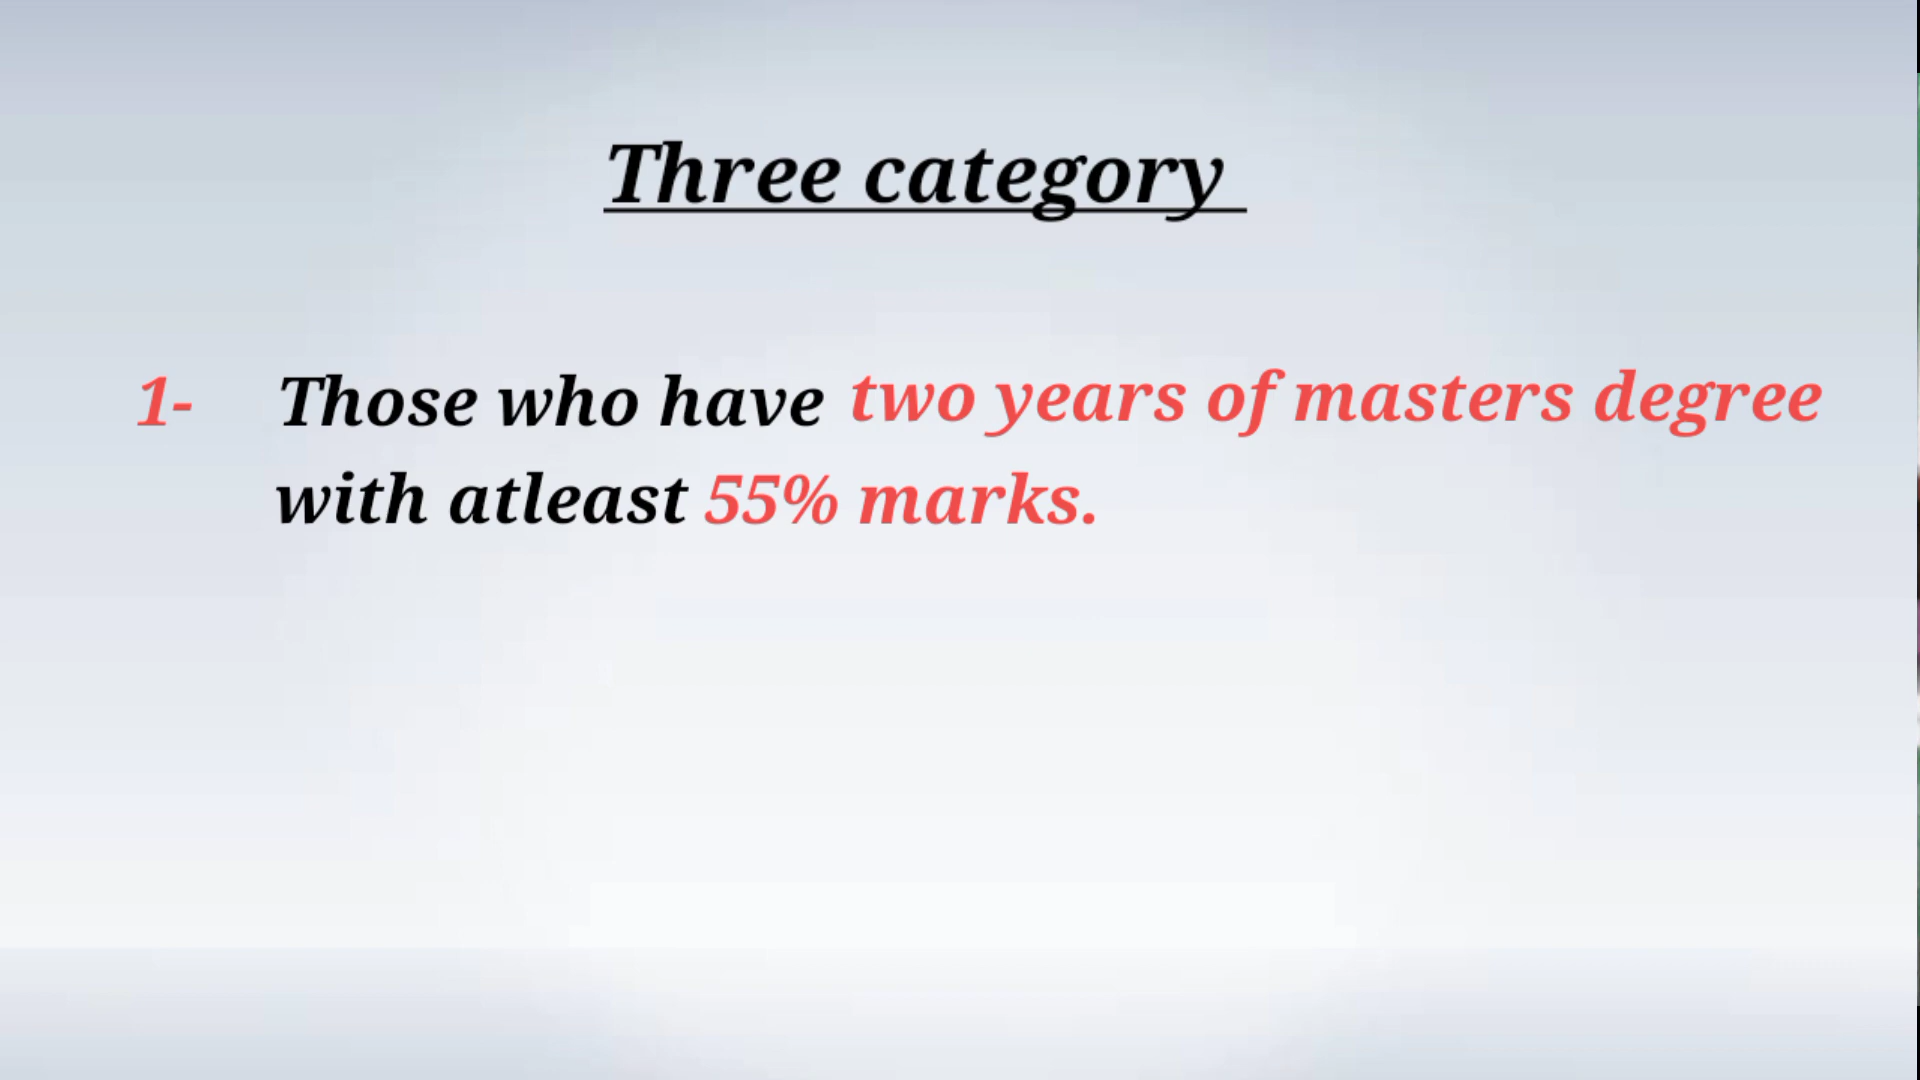 Three category
1- Those who have two years of masters degree
with atleast 55% marks.